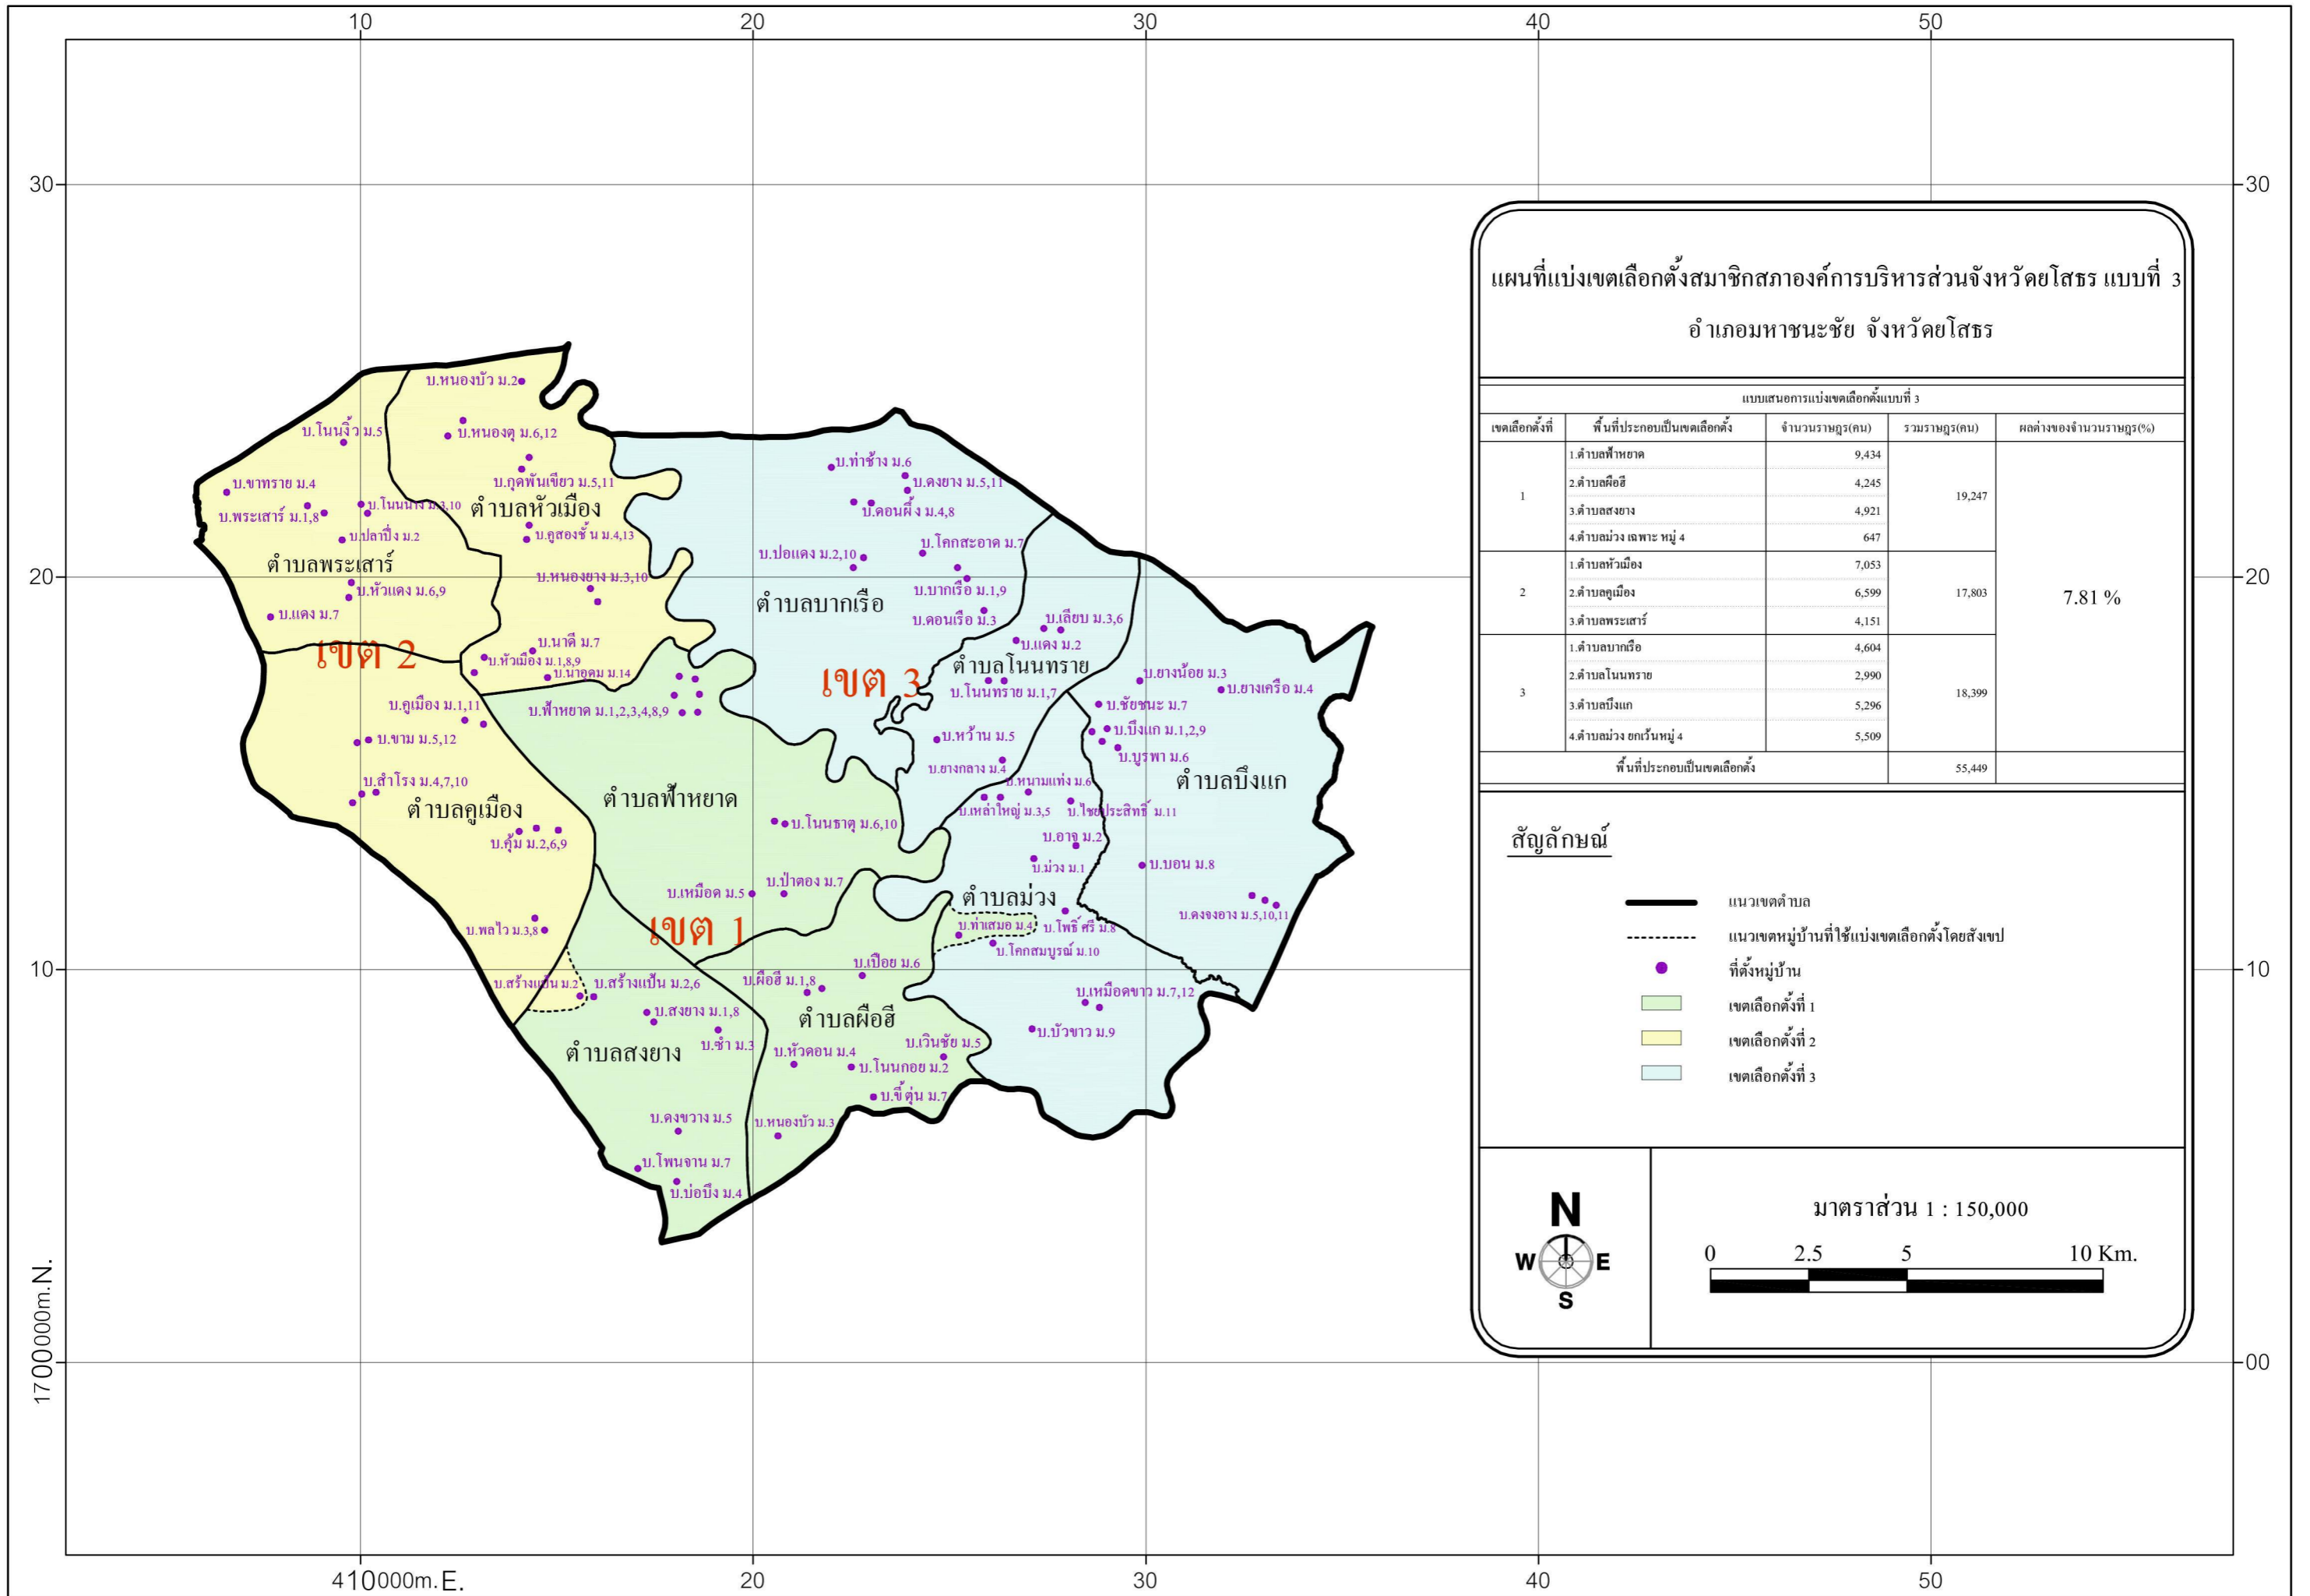 10 20 30 40 50
30 30
20 20
10 10
00
1700000m.N.
410000m.E. 20 30 40 50
บ.หนองบัว ม.2
บ.โนนงิ้ว ม.5
บ.หนองตุ ม.6,12
บ.ขาทราย ม.4
บ.กุดพันเขียว ม.5,11
บ.พระเสาร์ ม.1,8
บ.โนนนาง ม.3,10
ตำบลหัวเมือง
บ.ปลาปึ่ง ม.2
บ.คูสองชั้น ม.4,13
ตำบลพระเสาร์
บ.หนองยาง ม.3,10
บ.หัวแดง ม.6,9
บ.แดง ม.7
เขต 2
บ.นาดี ม.7
บ.หัวเมือง ม.1,8,9
บ.นาอุดม ม.14
บ.คูเมือง ม.1,11
บ.ขาม ม.5,12
บ.สำโรง ม.4,7,10
ตำบลคูเมือง
บ.คุ้ม ม.2,6,9
บ.พลไว ม.3,8
บ.สร้างแป้น ม.2
บ.ท่าช้าง ม.6
บ.ดงยาง ม.5,11
บ.ดอนผึ้ง ม.4,8
บ.ปอแดง ม.2,10
บ.โคกสะอาด ม.7
บ.บากเรือ ม.1,9
ตำบลบากเรือ
บ.ดอนเรือ ม.3
บ.เลียบ ม.3,6
บ.แดง ม.2
ตำบลโนนทราย
เขต 3
บ.โนนทราย ม.1,7
บ.ยางน้อย ม.3
บ.ยางเครือ ม.4
บ.ชัยชนะ ม.7
บ.บึงแก ม.1,2,9
บ.บูรพา ม.6
บ.หว้าน ม.5
บ.ยางกลาง ม.4
ตำบลบึงแก
บ.หนามแท่ง ม.6
บ.เหล่าใหญ่ ม.3,5
บ.ไชยประสิทธิ์ ม.11
บ.อาจ ม.2
บ.ม่วง ม.1
บ.บอน ม.8
ตำบลม่วง
บ.ดงจงอาง ม.5,10,11
บ.ท่าเสมอ ม.4
บ.โพธิ์ศรี ม.8
บ.โคกสมบูรณ์ ม.10
บ.เหมือดขาว ม.7,12
บ.บัวขาว ม.9
บ.ฟ้าหยาด ม.1,2,3,4,8,9
ตำบลฟ้าหยาด
บ.โนนธาตุ ม.6,10
บ.ป่าตอง ม.7
บ.เหมือด ม.5
เขต 1
บ.เปือย ม.6
บ.ผือฮี ม.1,8
บ.สร้างแป้น ม.2,6
บ.สงยาง ม.1,8
ตำบลผือฮี
บ.ซำ ม.3
ตำบลสงยาง
บ.หัวดอน ม.4
บ.เวินชัย ม.5
บ.โนนกอย ม.2
บ.ขี้ตุ่น ม.7
บ.ดงขวาง ม.5
บ.หนองบัว ม.3
บ.โพนจาน ม.7
บ.บ่อบึง ม.4
แผนที่แบ่งเขตเลือกตั้งสมาชิกสภาองค์การบริหารส่วนจังหวัดยโสธร แบบที่ 3
อำเภอมหาชนะชัย จังหวัดยโสธร
แบบเสนอการแบ่งเขตเลือกตั้งแบบที่ 3
เขตเลือกตั้งที่ พื้นที่ประกอบเป็นเขตเลือกตั้ง จำนวนราษฎร(คน) รวมราษฎร(คน) ผลต่างของจำนวนราษฎร(%)
1.ตำบลฟ้าหยาด 9,434
2.ตำบลผือฮี 4,245
1 19,247
3.ตำบลสงยาง 4,921
4.ตำบลม่วง เฉพาะ หมู่ 4 647
1.ตำบลหัวเมือง 7,053
2 2.ตำบลคูเมือง 6,599 17,803 7.81 %
3.ตำบลพระเสาร์ 4,151
1.ตำบลบากเรือ 4,604
2.ตำบลโนนทราย 2,990
3 18,399
3.ตำบลบึงแก 5,296
4.ตำบลม่วง ยกเว้นหมู่ 4 5,509
พื้นที่ประกอบเป็นเขตเลือกตั้ง 55,449
สัญลักษณ์
แนวเขตตำบล
แนวเขตหมู่บ้านที่ใช้แบ่งเขตเลือกตั้งโดยสังเขป
ที่ตั้งหมู่บ้าน
เขตเลือกตั้งที่ 1
เขตเลือกตั้งที่ 2
เขตเลือกตั้งที่ 3
N
W E
S
มาตราส่วน 1 : 150,000
0 2.5 5 10 Km.